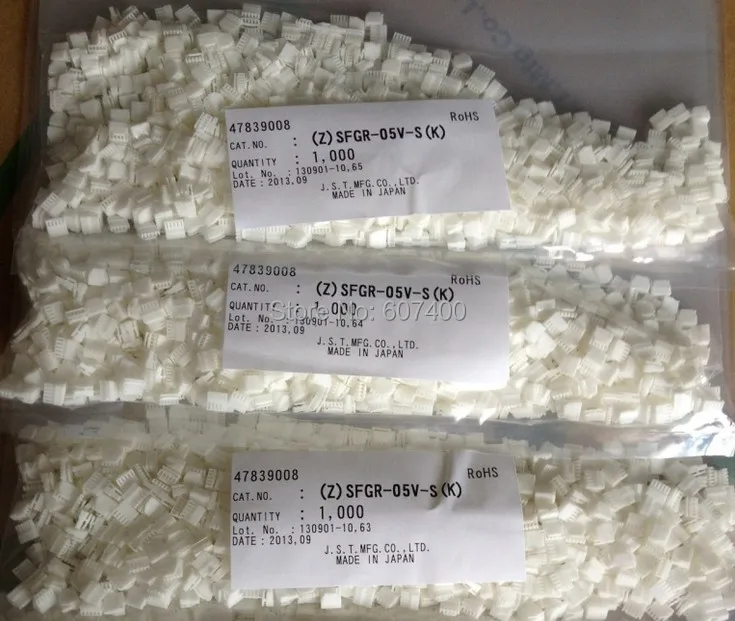 47839008
RoHS
CAT.NO. : (Z)SFGR-05V-S(K)
QUANTITY : 1,000
Lot. No. : 130901-10,65
DATE : 2013,09
J.S.T.MFG.CO.,LTD.
MADE IN JAPAN
47839008
RoHS
CAT.NO. : (Z)SFGR-05V-S(K)
QUANTITY : 1,000
Store No: 607400
Lot. No. : 130901-10,64
DATE : 2013,09
J.S.T.MFG.CO.,LTD.
MADE IN JAPAN
47839008
RoHS
CAT.NO. : (Z)SFGR-05V-S(K)
QUANTITY : 1,000
Lot. No. : 130901-10,63
DATE : 2013,09
J.S.T.MFG.CO.,LTD.
MADE IN JAPAN